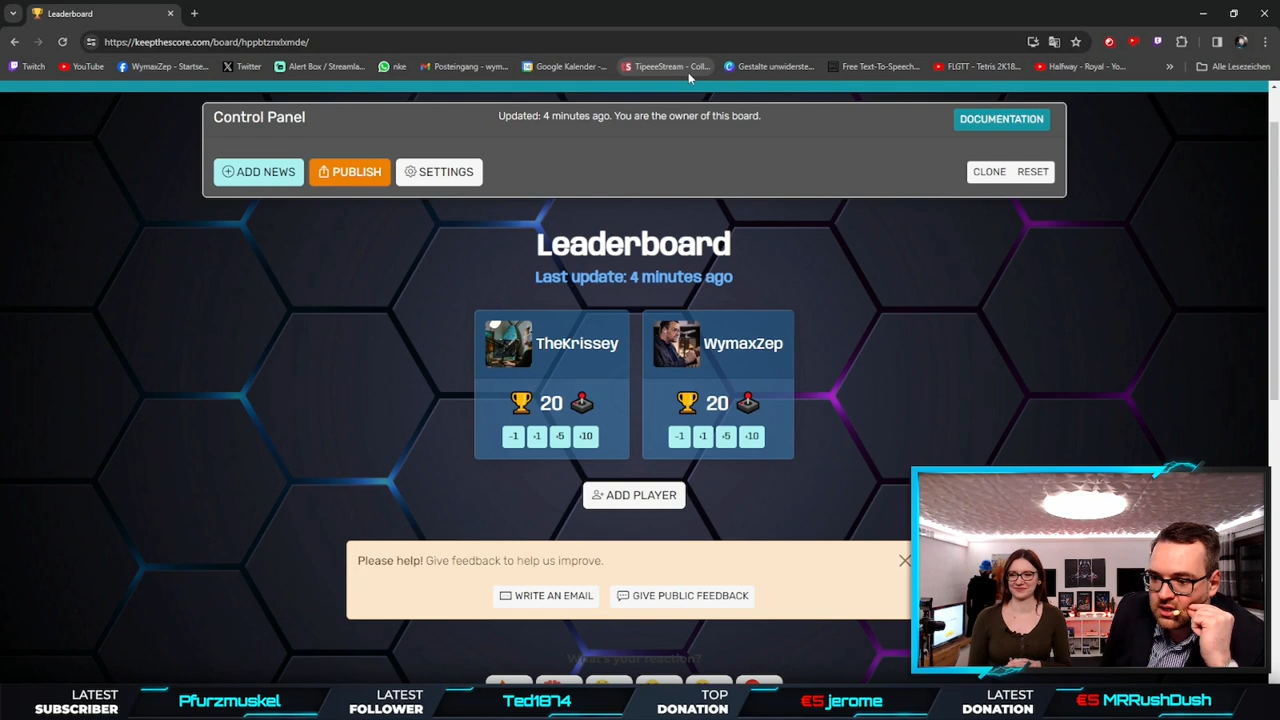 Leaderboard
https://keepthescore.com/board/hppbtznxlxmde/
Twitch
YouTube
WymaxZep - Startse...
Twitter
Alert Box / Streamla...
nke
Posteingang - wym...
Google Kalender -...
TipeeeStream - Coll...
Gestalte unwiderste...
Free Text-To-Speech...
FLGTT - Tetris 2K18...
Halfway - Royal - Yo...
»
Alle Lesezeichen
Control Panel
Updated: 4 minutes ago. You are the owner of this board.
DOCUMENTATION
ADD NEWS
PUBLISH
SETTINGS
CLONE
RESET
Leaderboard
Last update: 4 minutes ago
TheKrissey
WymaxZep
20
20
-1 +1 +5 +10
-1 +1 +5 +10
ADD PLAYER
Please help! Give feedback to help us improve.
WRITE AN EMAIL
GIVE PUBLIC FEEDBACK
What's your reaction?
LATEST SUBSCRIBER
Pfurzmuskel
LATEST FOLLOWER
Ted1874
TOP DONATION
€5 jerome
LATEST DONATION
€5 MRRushDush